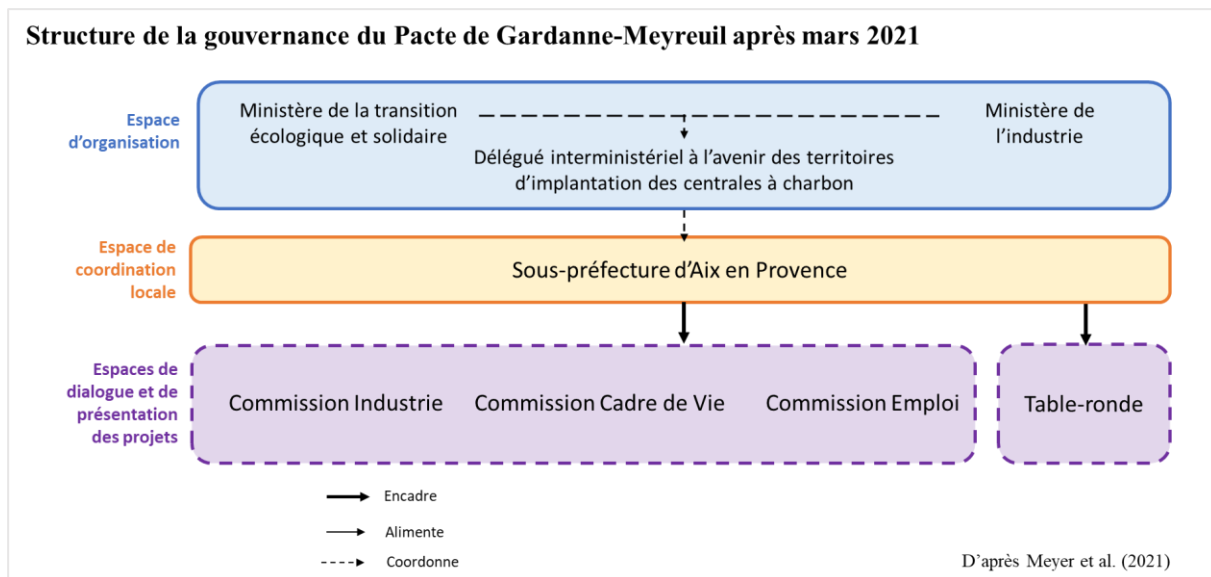 Structure de la gouvernance du Pacte de Gardanne-Meyreuil après mars 2021
Espace
d'organisation
Ministère de la transition
écologique et solidaire
Ministère de
l'industrie
Délégué interministériel à l'avenir des territoires
d'implantation des centrales à charbon
Espace de
coordination
locale
Sous-préfecture d'Aix en Provence
Espaces de
dialogue et de
présentation
des projets
Commission Industrie
Commission Cadre de Vie
Commission Emploi
Table-ronde
Encadre
Alimente
Coordonne
D'après Meyer et al. (2021)